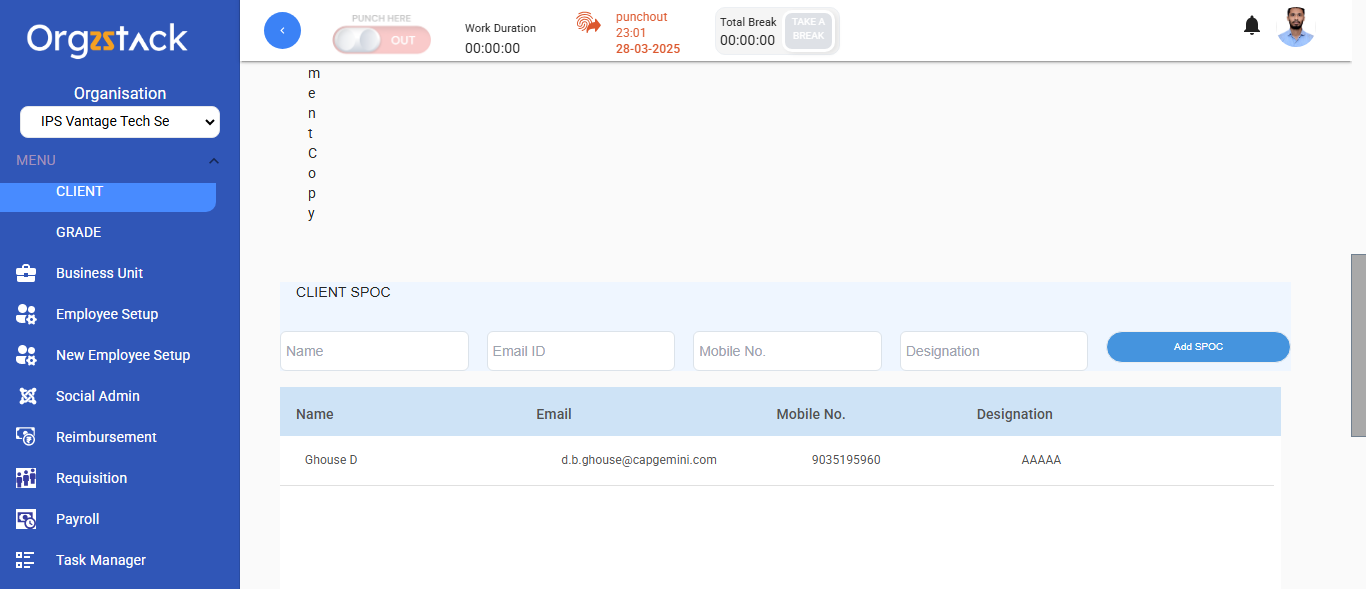 Orgzstack
Organisation
IPS Vantage Tech Se
MENU
CLIENT
GRADE
Business Unit
Employee Setup
New Employee Setup
Social Admin
Reimbursement
Requisition
Payroll
Task Manager
PUNCH HERE
OUT
Work Duration
00:00:00
punchout
23:01
28-03-2025
Total Break
00:00:00
TAKE A
BREAK
m
e
n
t
C
o
p
y
CLIENT SPOC
Name Email ID Mobile No. Designation Add SPOC
Name Email Mobile No. Designation
Ghouse D d.b.ghouse@capgemini.com 9035195960 AAAAA